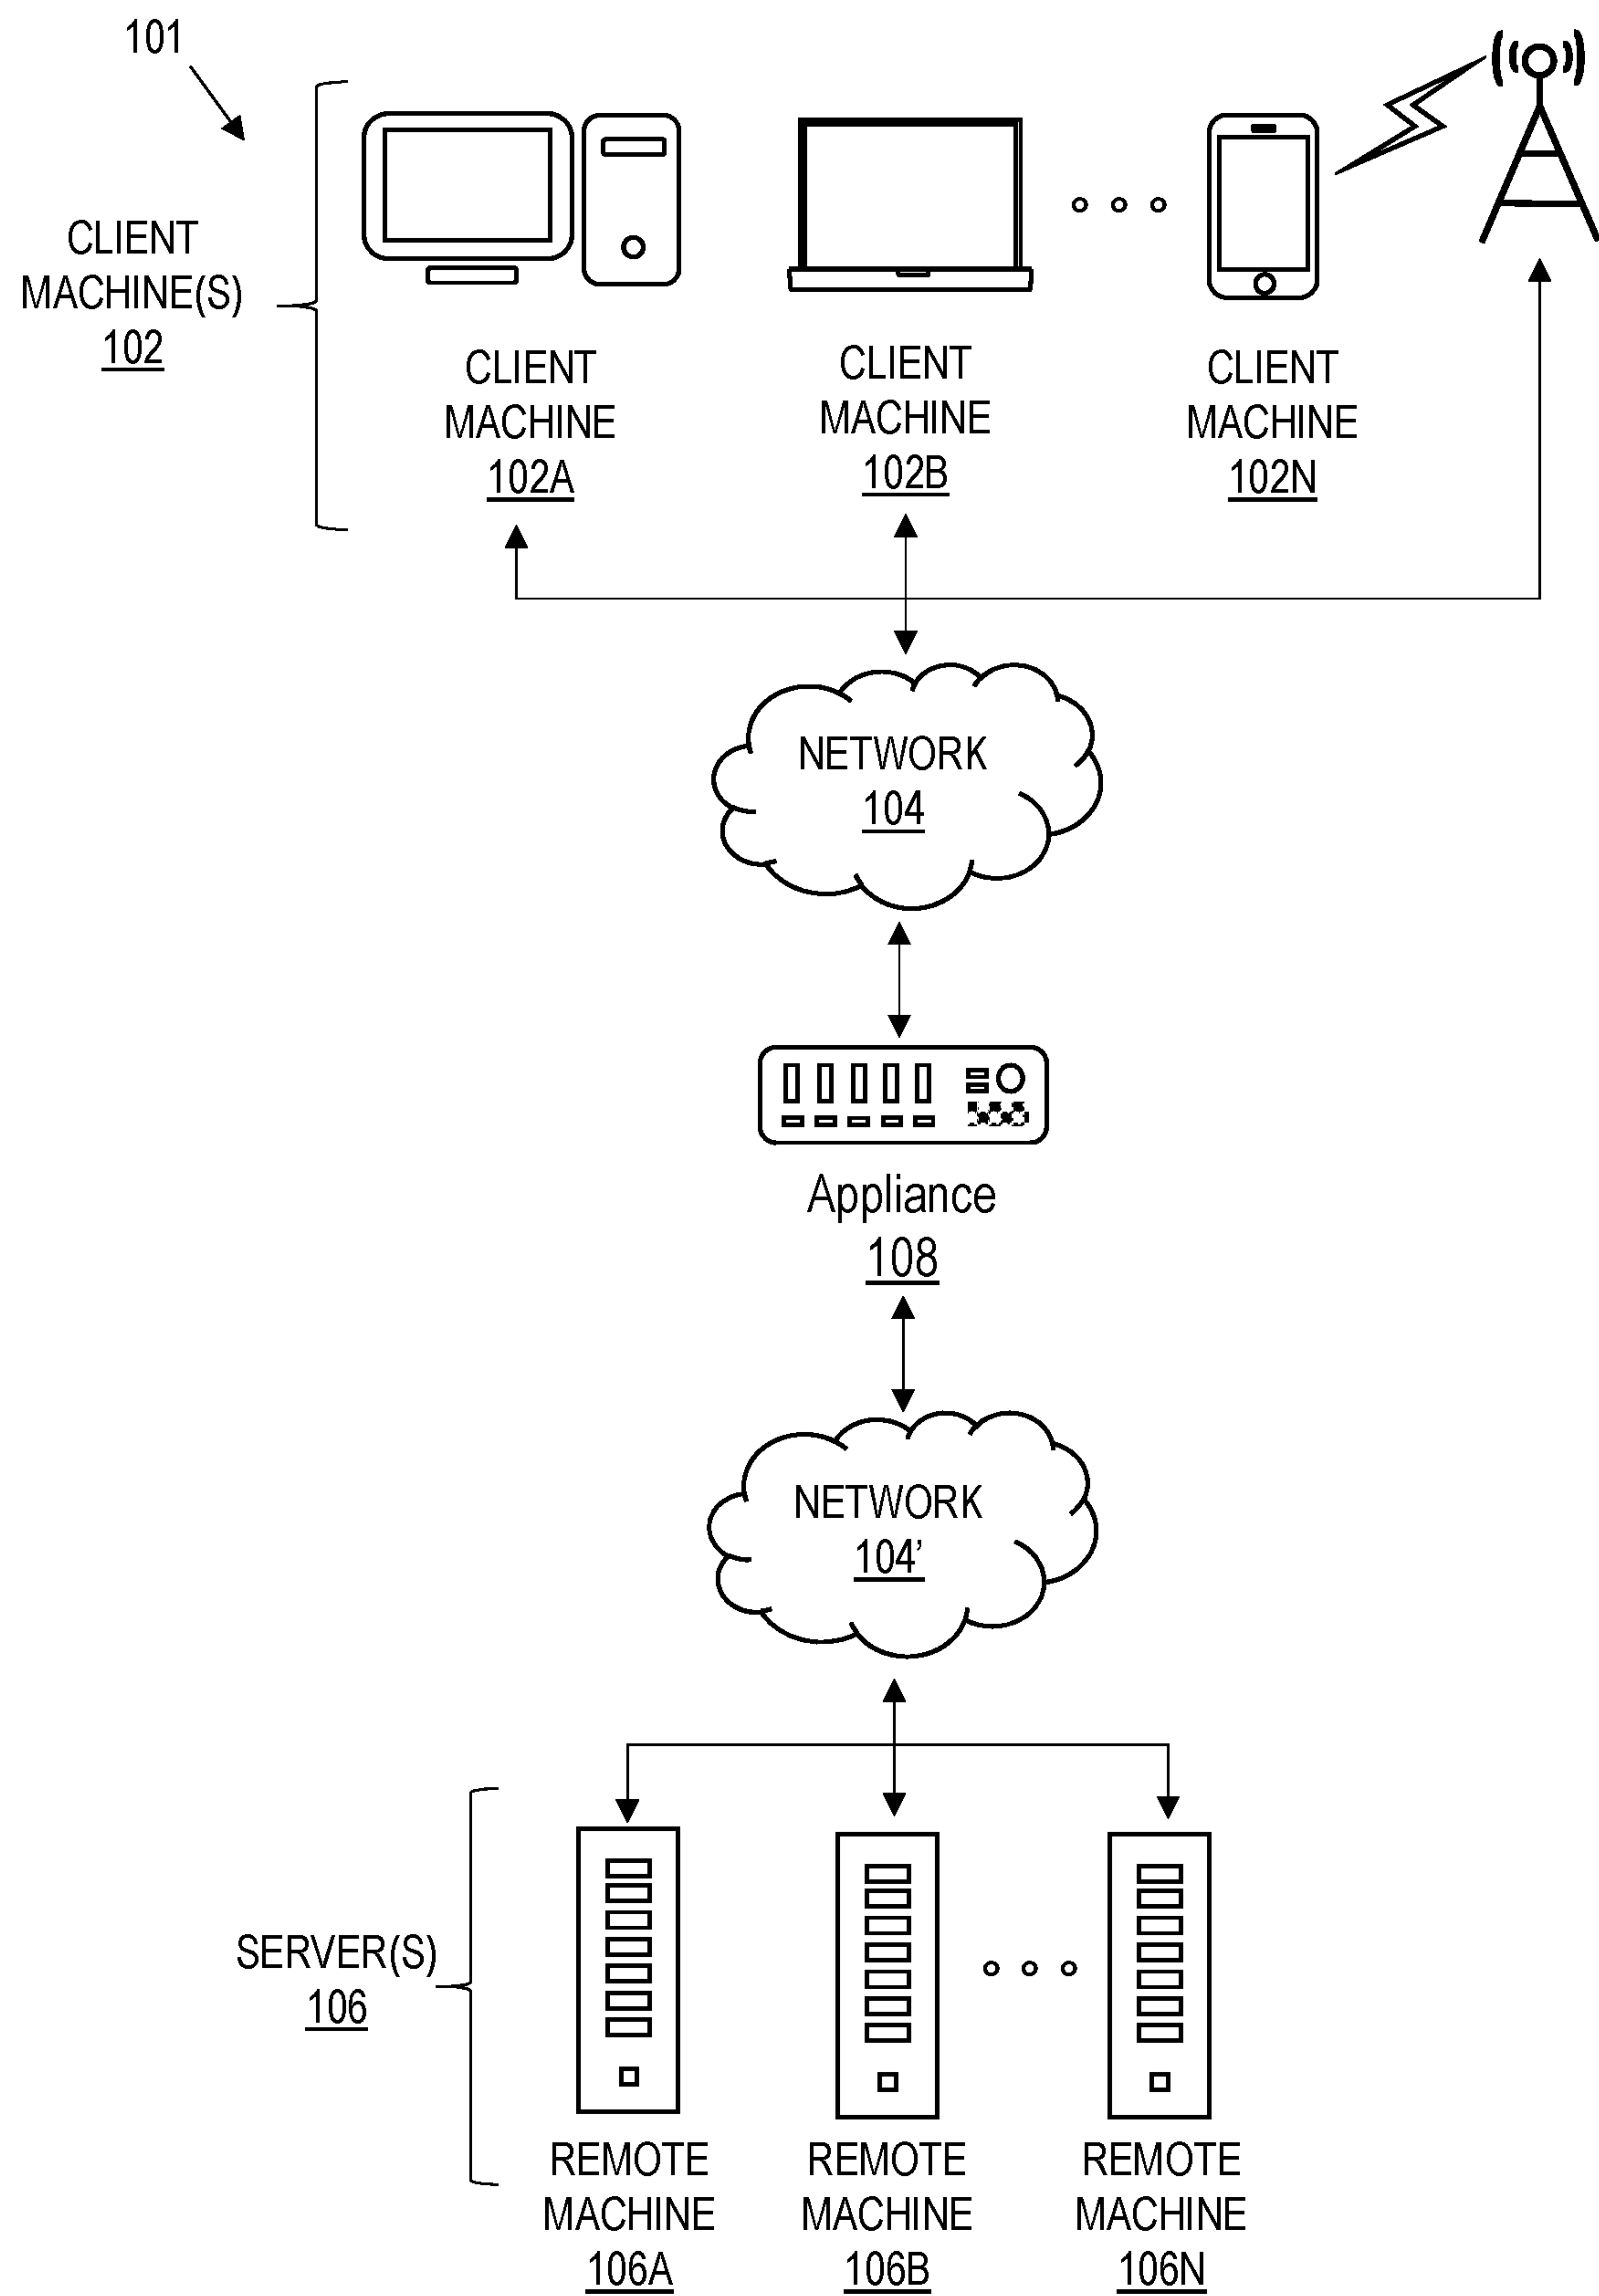 101
CLIENT
MACHINE(S)
102
CLIENT
MACHINE
102A
CLIENT
MACHINE
102B
CLIENT
MACHINE
102N
NETWORK
104
Appliance
108
NETWORK
104’
SERVER(S)
106
REMOTE
MACHINE
106A
REMOTE
MACHINE
106B
REMOTE
MACHINE
106N